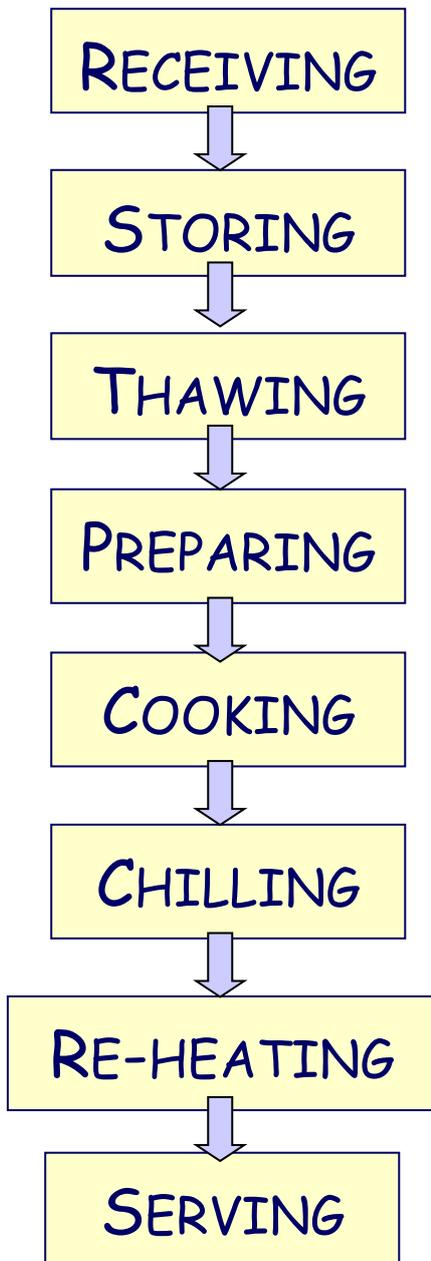 RECEIVING
STORING
THAWING
PREPARING
COOKING
CHILLING
RE-HEATING
SERVING